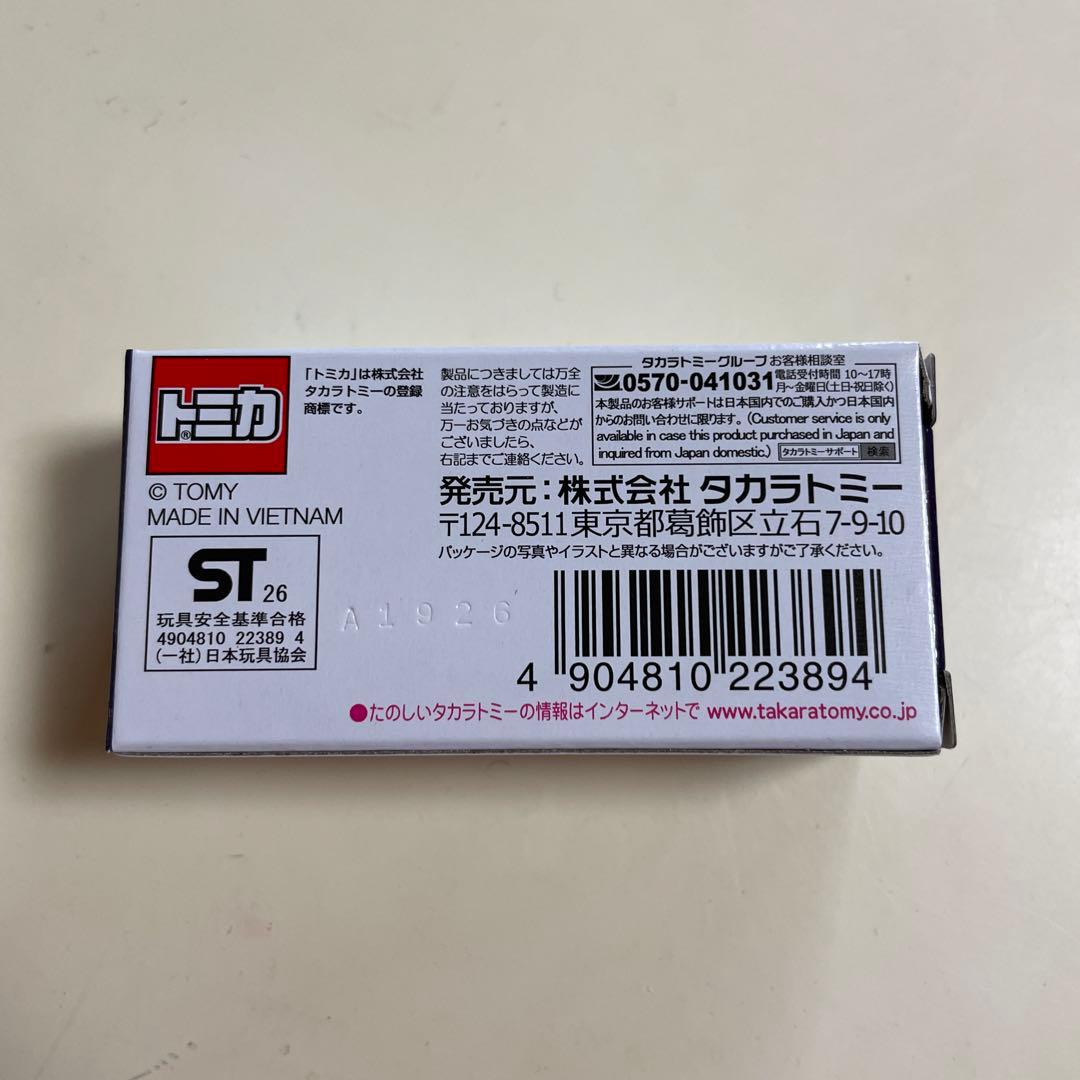 トミカ®
© TOMY
MADE IN VIETNAM
ST 26
玩具安全基準合格
4904810 22389 4
(一社)日本玩具協会
「トミカ」は株式会社
タカラトミーの登録
商標です。
製品につきましては万全
の注意をはらって製造に
当たっておりますが、
万一お気づきの点などが
ございましたら、
右記までご連絡ください。
タカラトミーグループ お客様相談室
0570-041031 電話受付時間 10〜17時
月〜金曜日(土日・祝日除く)
本製品のお客様サポートは日本国内でのご購入かつ日本国内
からのお問い合わせに限ります。(Customer service is only
available in case this product purchased in Japan and
inquired from Japan domestic.) タカラトミーサポート 検索
発売元:株式会社 タカラトミー
〒124-8511 東京都葛飾区立石7-9-10
パッケージの写真やイラストと異なる場合がございますがご了承ください。
A1926
4 904810 223894
●たのしいタカラトミーの情報はインターネットで www.takaratomy.co.jp